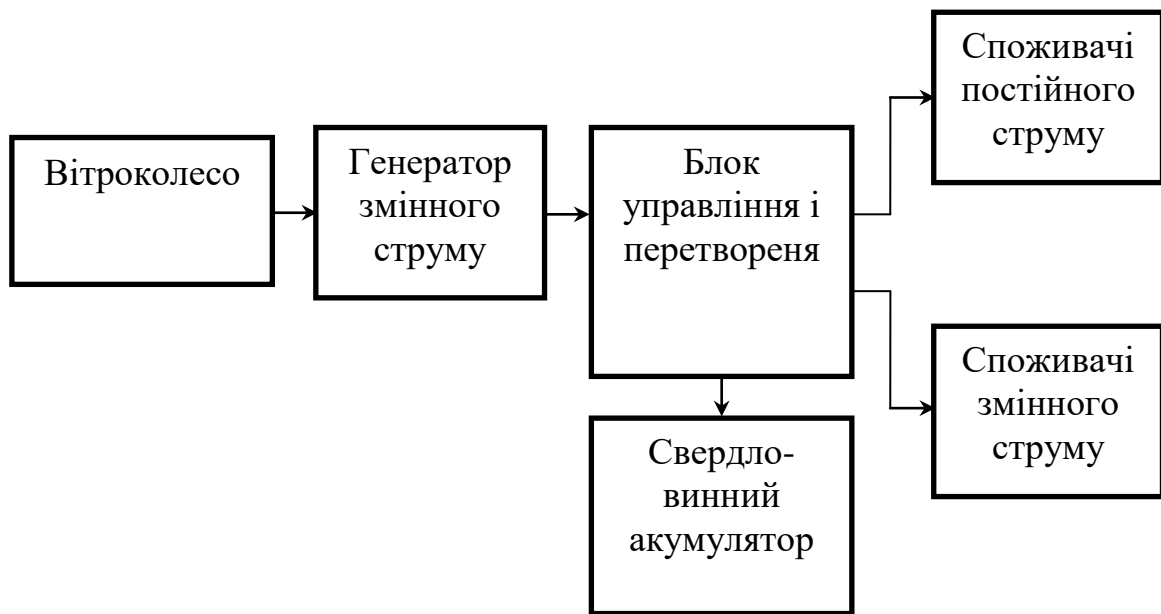 Вітроколесо
Генератор
змінного
струму
Блок
управління і
перетвореня
Споживачі
постійного
струму
Споживачі
змінного
струму
Свердло-
винний
акумулятор